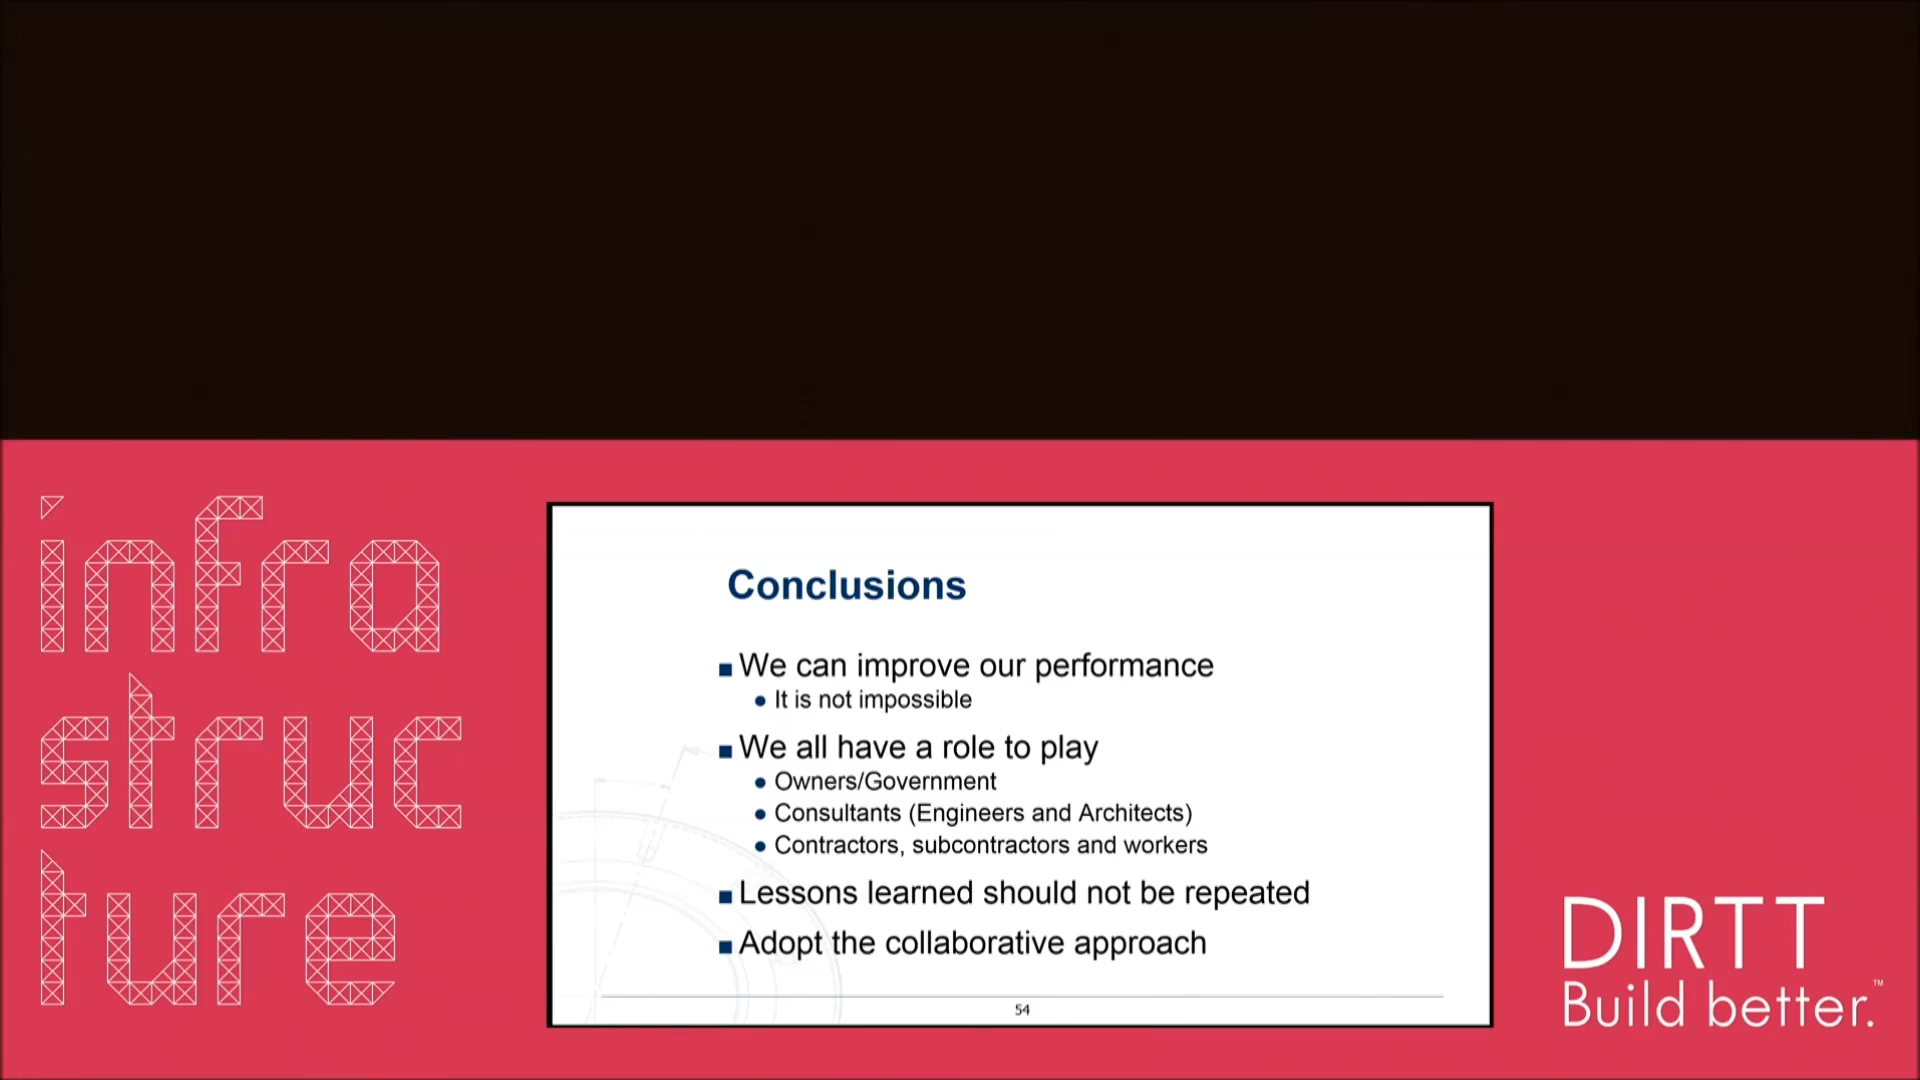 infra
struc
ture
Conclusions
We can improve our performance
It is not impossible
We all have a role to play
Owners/Government
Consultants (Engineers and Architects)
Contractors, subcontractors and workers
Lessons learned should not be repeated
Adopt the collaborative approach
54
DIRTT
Build better.™